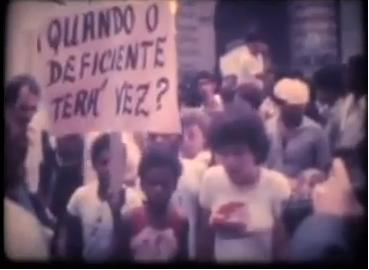 QUANDO O
DEFICIENTE
TERÁ VEZ?